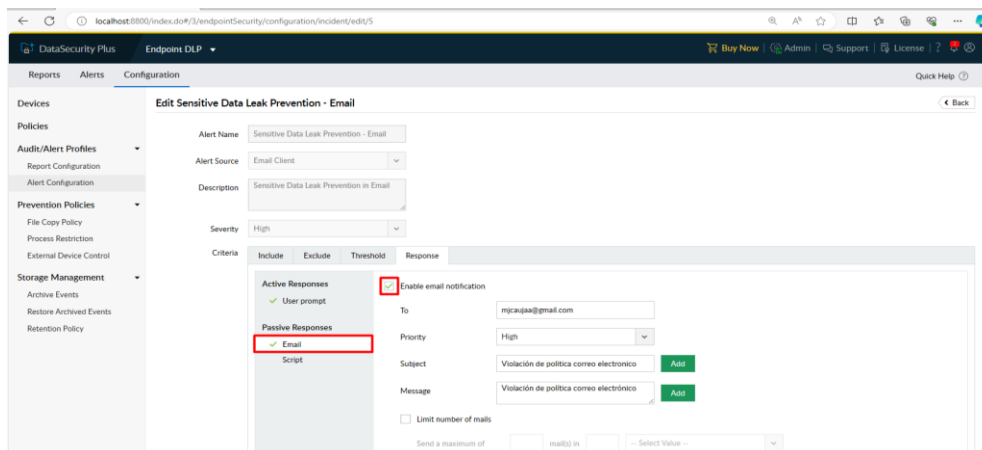 localhost:8800/index.do#/3/endpointSecurity/configuration/incident/edit/5
DataSecurity Plus Endpoint DLP Buy Now | Admin | Support | License | ?
Reports Alerts Configuration Quick Help ?
Devices
Policies
Audit/Alert Profiles
Report Configuration
Alert Configuration
Prevention Policies
File Copy Policy
Process Restriction
External Device Control
Storage Management
Archive Events
Restore Archived Events
Retention Policy
Edit Sensitive Data Leak Prevention - Email Back
Alert Name Sensitive Data Leak Prevention - Email
Alert Source Email Client
Description Sensitive Data Leak Prevention in Email
Severity High
Criteria Include Exclude Threshold Response
Active Responses
User prompt
Passive Responses
Email
Script
Enable email notification
To mjcaujaa@gmail.com
Priority High
Subject Violación de politica correo electronico Add
Message Violación de politica correo electrónico Add
Limit number of mails
Send a maximum of mail(s) in -- Select Value --